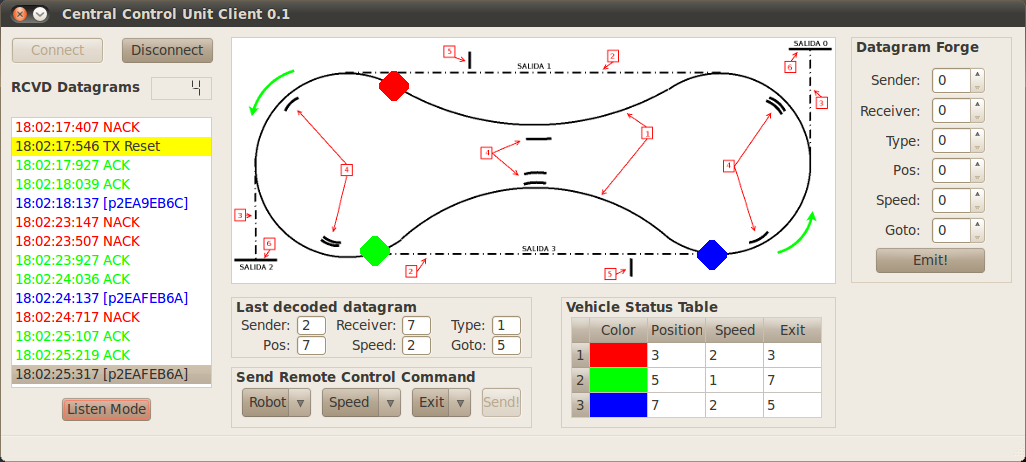 Central Control Unit Client 0.1
Connect
Disconnect
RCVD Datagrams
4
18:02:17:407 NACK
18:02:17:546 TX Reset
18:02:17:927 ACK
18:02:18:039 ACK
18:02:18:137 [p2EA9EB6C]
18:02:23:147 NACK
18:02:23:507 NACK
18:02:23:927 ACK
18:02:24:036 ACK
18:02:24:137 [p2EAFEB6A]
18:02:24:717 NACK
18:02:25:107 ACK
18:02:25:219 ACK
18:02:25:317 [p2EAFEB6A]
Listen Mode
SALIDA 0
5
2
6
SALIDA 1
3
1
4
4
4
3
6
SALIDA 2
SALIDA 3
2
5
Last decoded datagram
Sender: 2 Receiver: 7 Type: 1
Pos: 7 Speed: 2 Goto: 5
Send Remote Control Command
Robot Speed Exit Send!
Vehicle Status Table
Color Position Speed Exit
1 3 2 3
2 5 1 7
3 7 2 5
Datagram Forge
Sender: 0
Receiver: 0
Type: 0
Pos: 0
Speed: 0
Goto: 0
Emit!